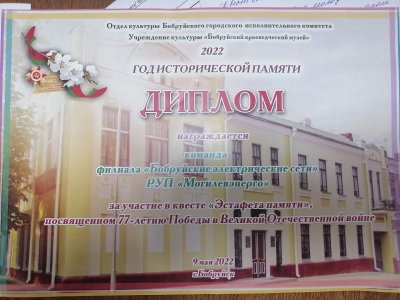 Отдел культуры Бобруйского городского исполнительного комитета
Учреждение культуры «Бобруйский краеведческий музей»
2022
ГОД ИСТОРИЧЕСКОЙ ПАМЯТИ
ДИПЛОМ
награждается
команда
филиала «Бобруйские электрические сети»
РУП «Могилевэнерго»
за участие в квесте «Эстафета памяти»,
посвященном 77-летию Победы в Великой Отечественной войне
9 мая 2022
г.Бобруйск